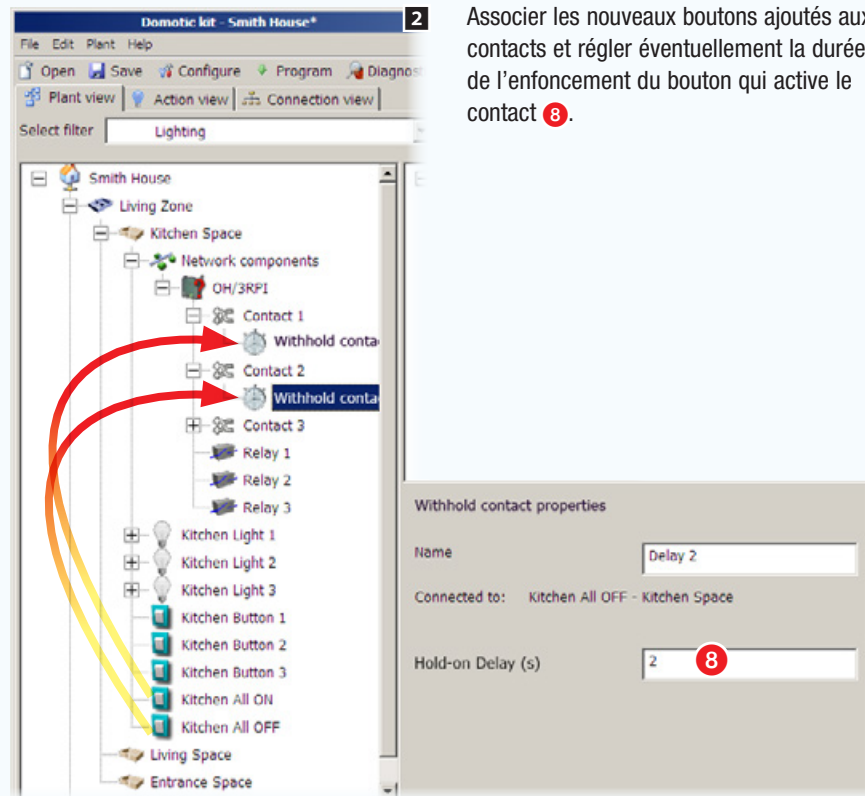 Domotic kit - Smith House*
2
Associer les nouveaux boutons ajoutés aux
contacts et régler éventuellement la durée
de l'enfoncement du bouton qui active le
contact 8.
File Edit Plant Help
Open Save Configure Program Diagnos
Plant view Action view Connection view
Select filter Lighting
Smith House
Living Zone
Kitchen Space
Network components
OH/3RPI
Contact 1
Withhold conta
Contact 2
Withhold conta
Contact 3
Relay 1
Relay 2
Relay 3
Kitchen Light 1
Kitchen Light 2
Kitchen Light 3
Kitchen Button 1
Kitchen Button 2
Kitchen Button 3
Kitchen All ON
Kitchen All OFF
Living Space
Entrance Space
Withhold contact properties
Name Delay 2
Connected to: Kitchen All OFF - Kitchen Space
Hold-on Delay (s) 2 8